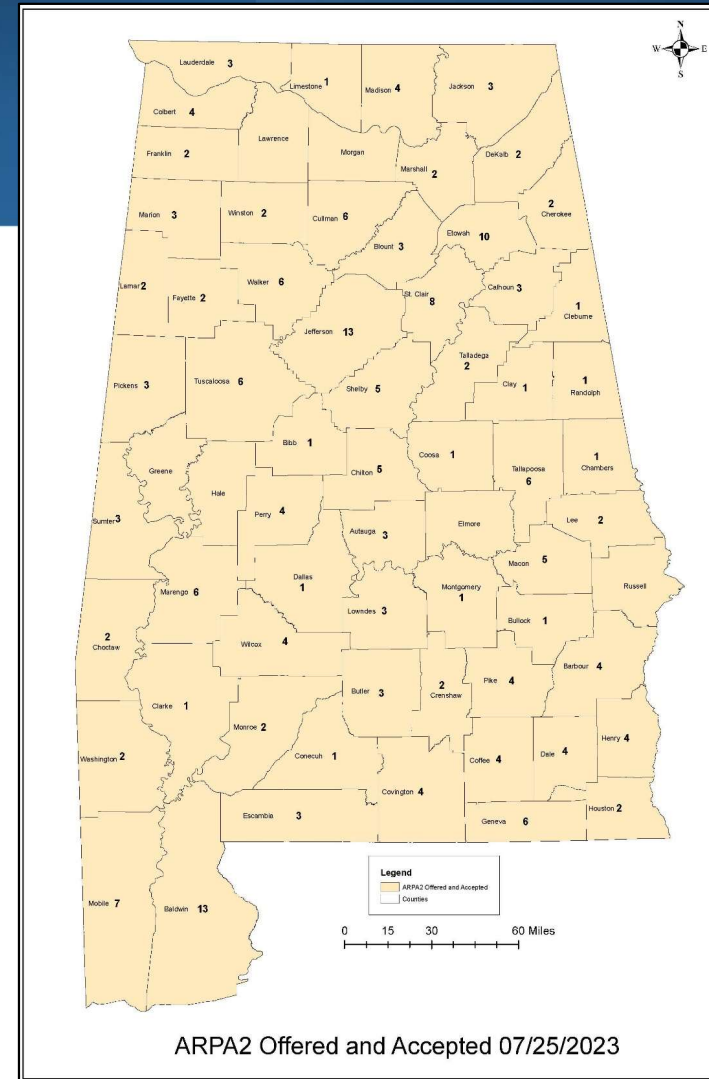 N
W E
S
Lauderdale 3
Limestone 1
Madison 4
Jackson 3
Colbert 4
Lawrence
Morgan
Franklin 2
Marshall 2
DeKalb 2
Marion 3
Winston 2
Cullman 6
Blount 3
Etowah 10
2 Cherokee
Lamar 2
Fayette 2
Walker 6
Jefferson 13
St. Clair 8
Calhoun 3
1 Cleburne
Pickens 3
Tuscaloosa 6
Shelby 5
Talladega 2
Clay 1
1 Randolph
Greene
Hale
Bibb 1
Chilton 5
Coosa 1
Tallapoosa 6
1 Chambers
Sumter 3
Perry 4
Autauga 3
Elmore
Lee 2
Macon 5
Russell
Marengo 6
Dallas 1
Lowndes 3
Montgomery 1
Bullock 1
2 Choctaw
Wilcox 4
Butler 3
2 Crenshaw
Pike 4
Barbour 4
Clarke 1
Monroe 2
Conecuh 1
Washington 2
Covington 4
Coffee 4
Dale 4
Henry 4
Escambia 3
Geneva 6
Houston 2
Mobile 7
Baldwin 13
Legend
ARPA2 Offered and Accepted
Counties
0 15 30 60 Miles
ARPA2 Offered and Accepted 07/25/2023